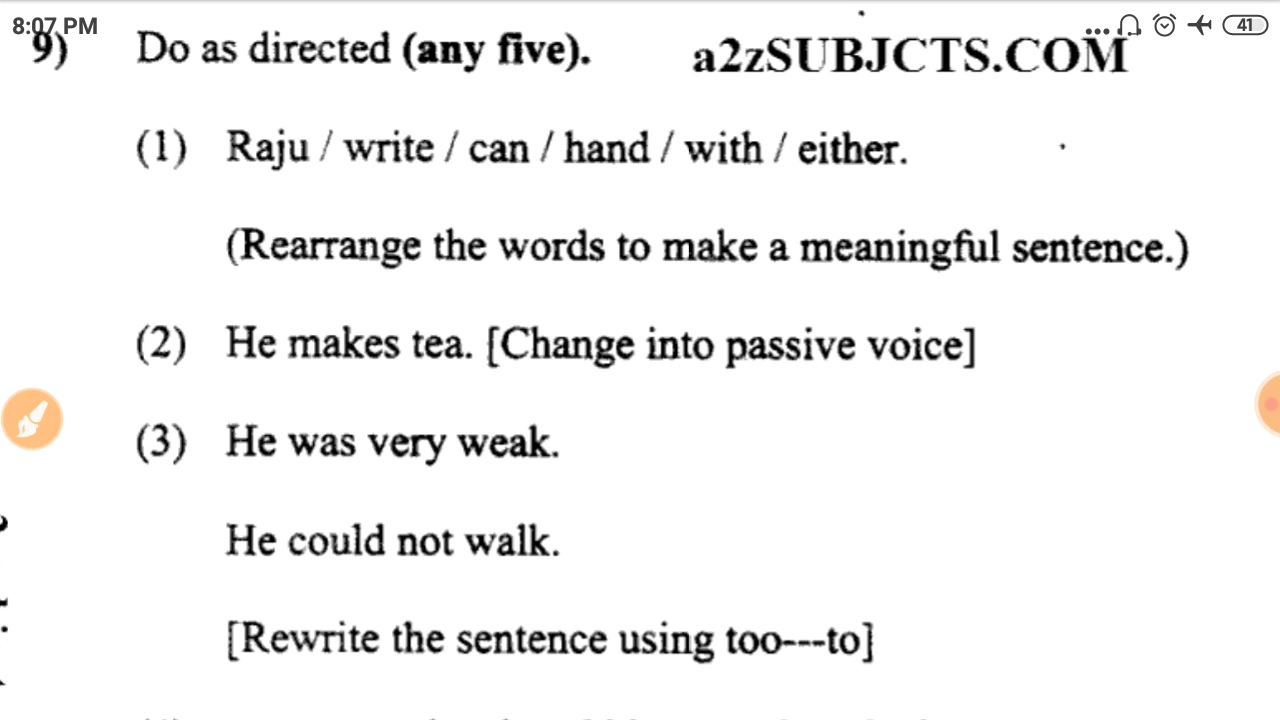 8:07 PM ... 41
9) Do as directed (any five). a2zSUBJCTS.COM
(1) Raju / write / can / hand / with / either.
(Rearrange the words to make a meaningful sentence.)
(2) He makes tea. [Change into passive voice]
(3) He was very weak.
He could not walk.
[Rewrite the sentence using too---to]